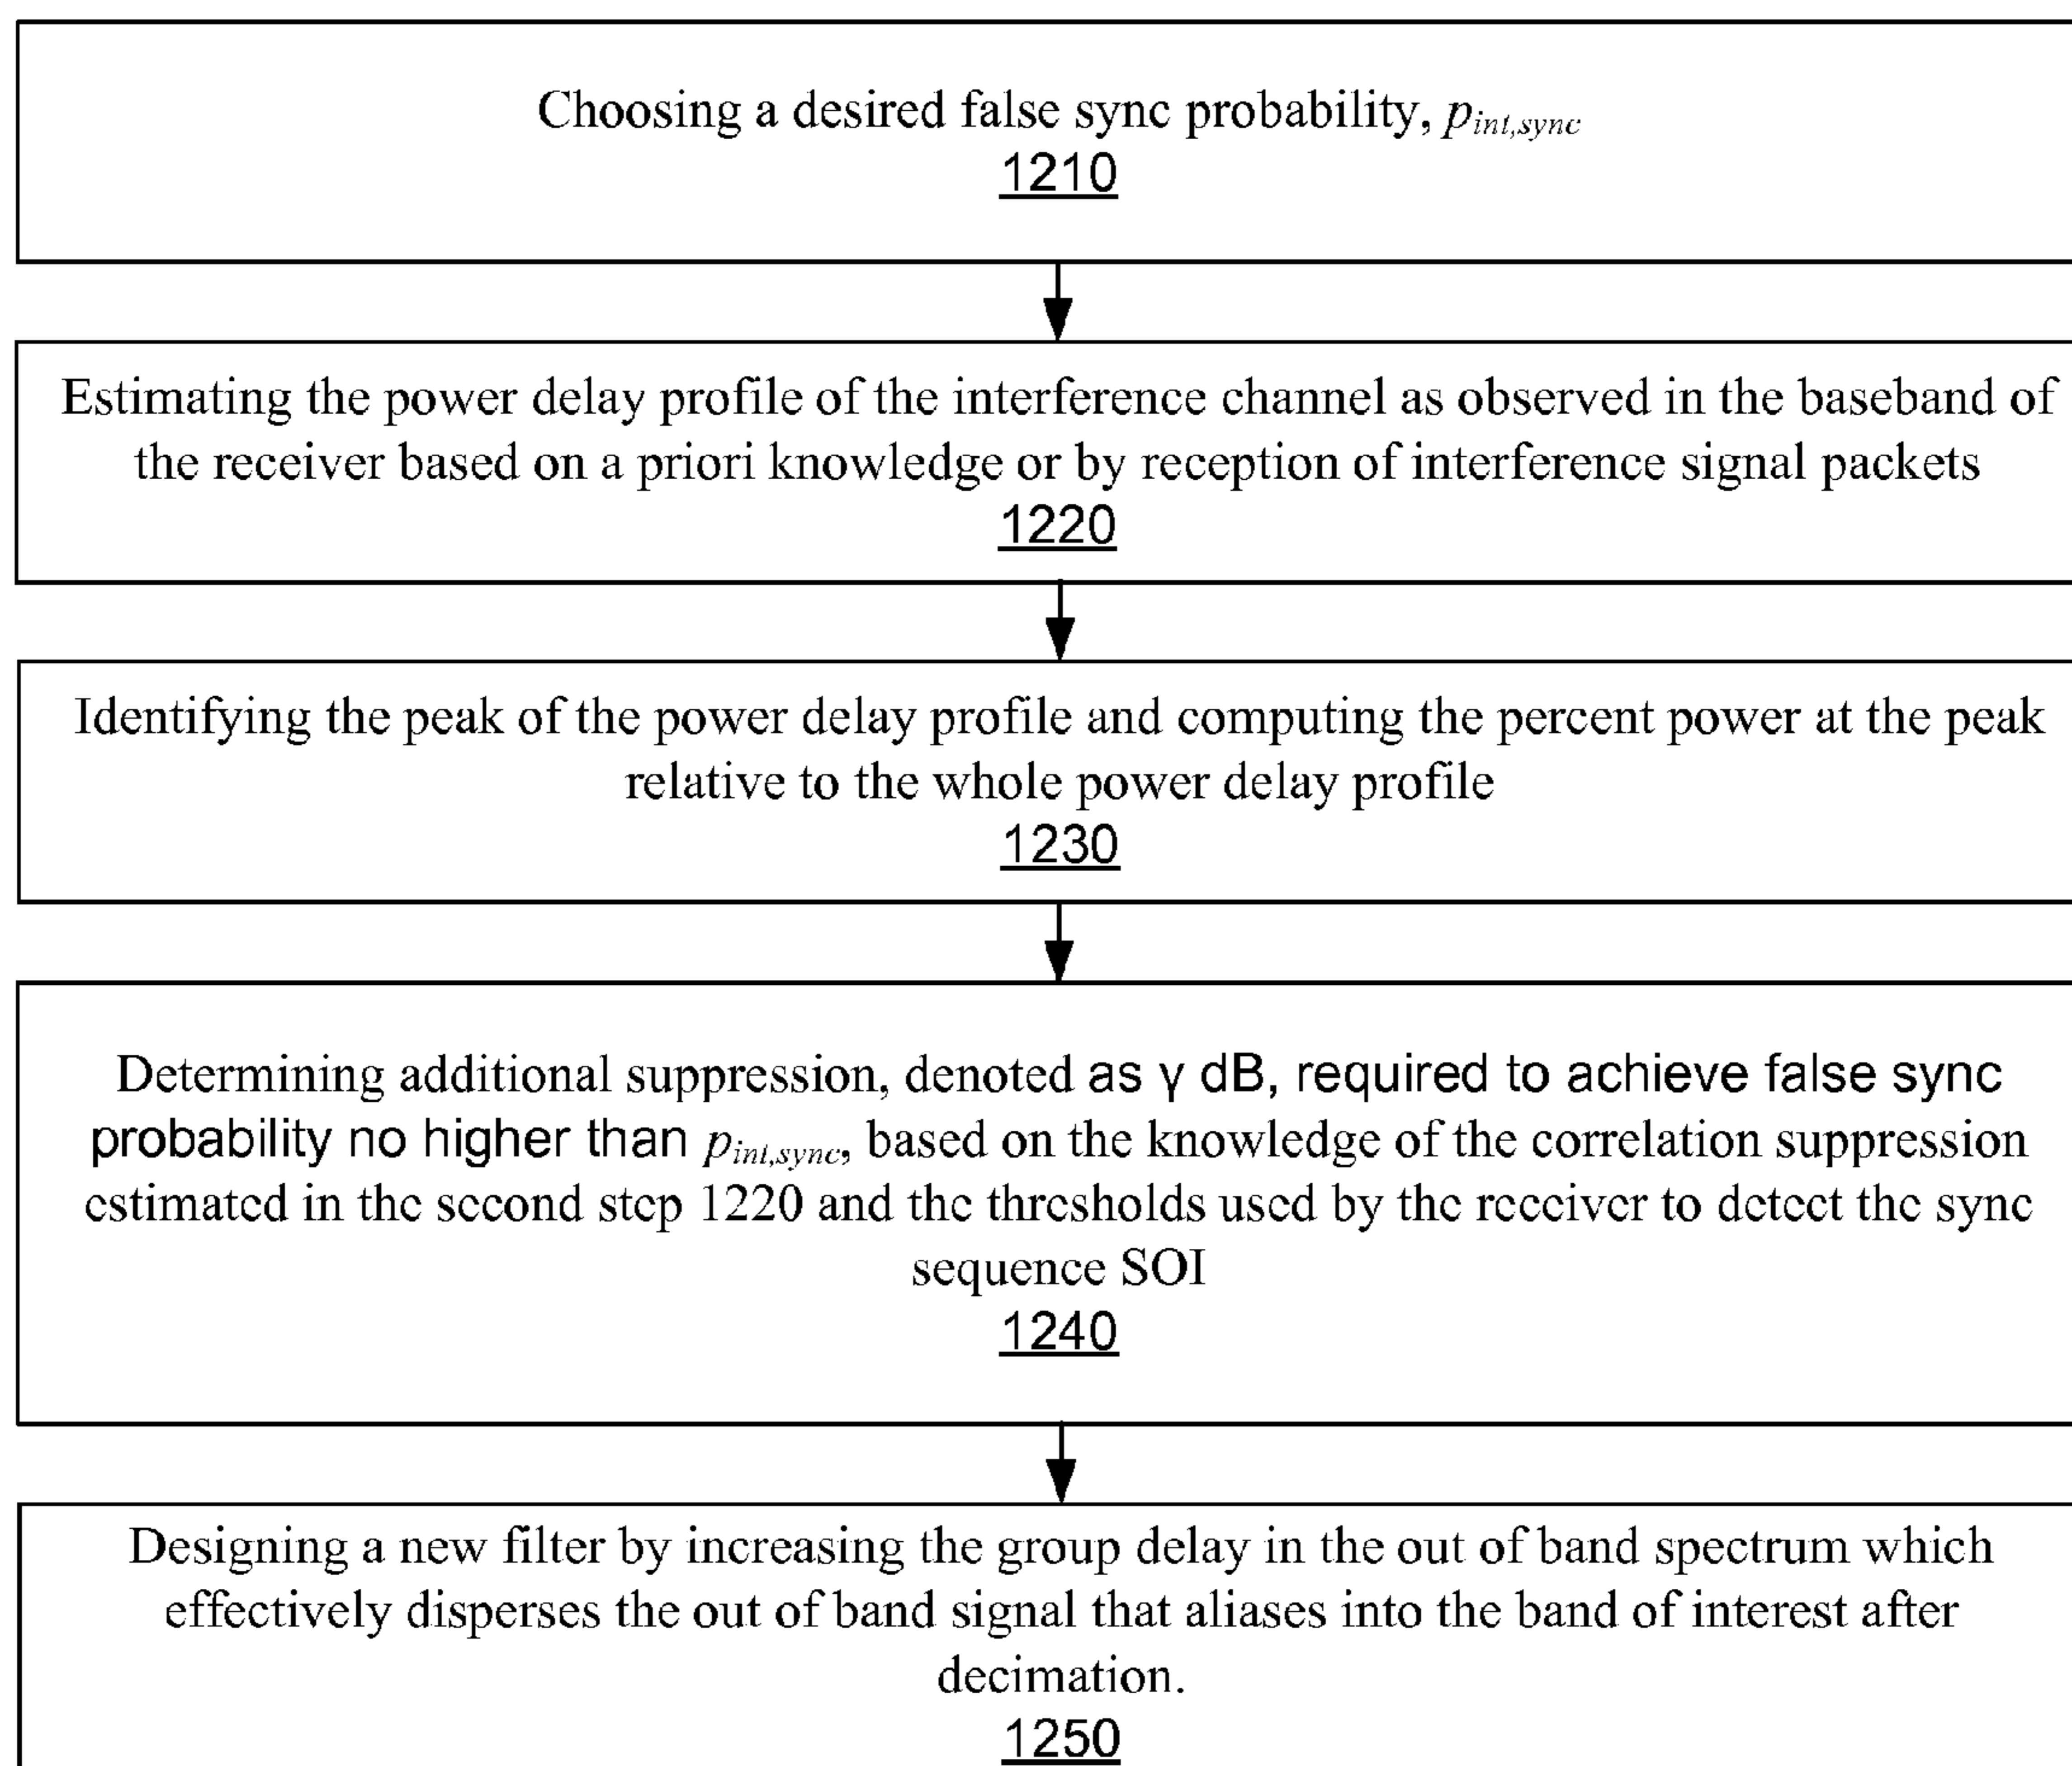 Choosing a desired false sync probability, p_int,sync
1210
Estimating the power delay profile of the interference channel as observed in the baseband of
the receiver based on a priori knowledge or by reception of interference signal packets
1220
Identifying the peak of the power delay profile and computing the percent power at the peak
relative to the whole power delay profile
1230
Determining additional suppression, denoted as γ dB, required to achieve false sync
probability no higher than p_int,sync, based on the knowledge of the correlation suppression
estimated in the second step 1220 and the thresholds used by the receiver to detect the sync
sequence SOI
1240
Designing a new filter by increasing the group delay in the out of band spectrum which
effectively disperses the out of band signal that aliases into the band of interest after
decimation.
1250